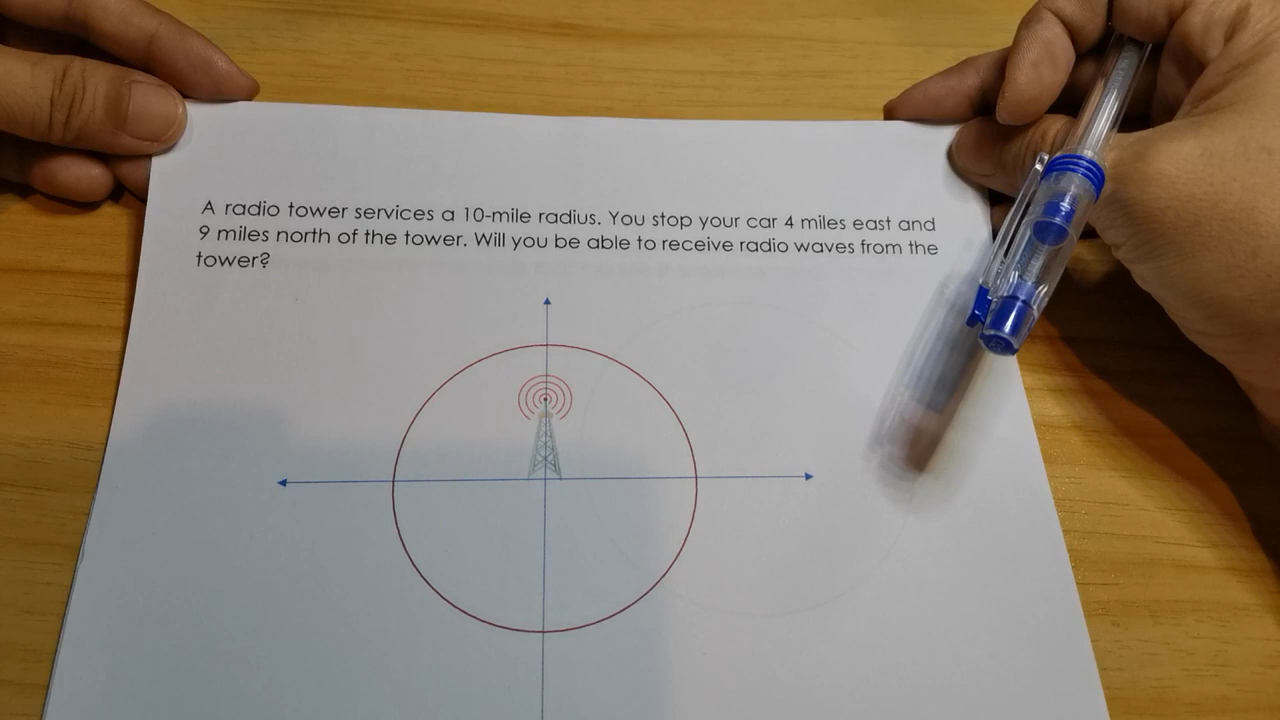 A radio tower services a 10-mile radius. You stop your car 4 miles east and
9 miles north of the tower. Will you be able to receive radio waves from the
tower?